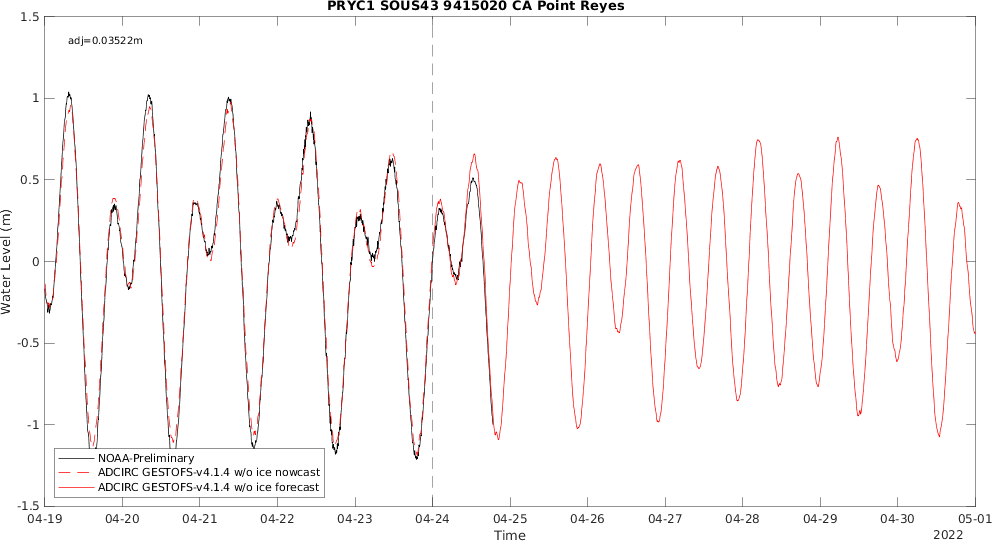 PRYC1 SOUS43 9415020 CA Point Reyes
adj=0.03522m
1.5
1
0.5
0
-0.5
-1
-1.5
Water Level (m)
NOAA-Preliminary
ADCIRC GESTOFS-v4.1.4 w/o ice nowcast
ADCIRC GESTOFS-v4.1.4 w/o ice forecast
04-19 04-20 04-21 04-22 04-23 04-24 04-25 04-26 04-27 04-28 04-29 04-30 05-01
Time
2022